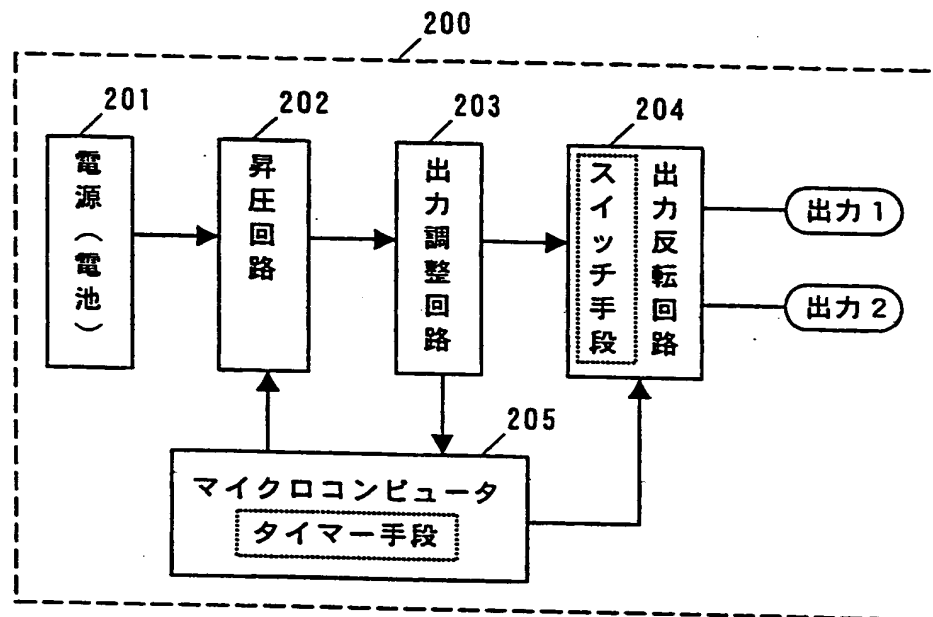 200
201
202
203
204
電源（電池）
昇圧回路
出力調整回路
スイッチ手段
出力反転回路
出力1
出力2
205
マイクロコンピュータ
タイマー手段